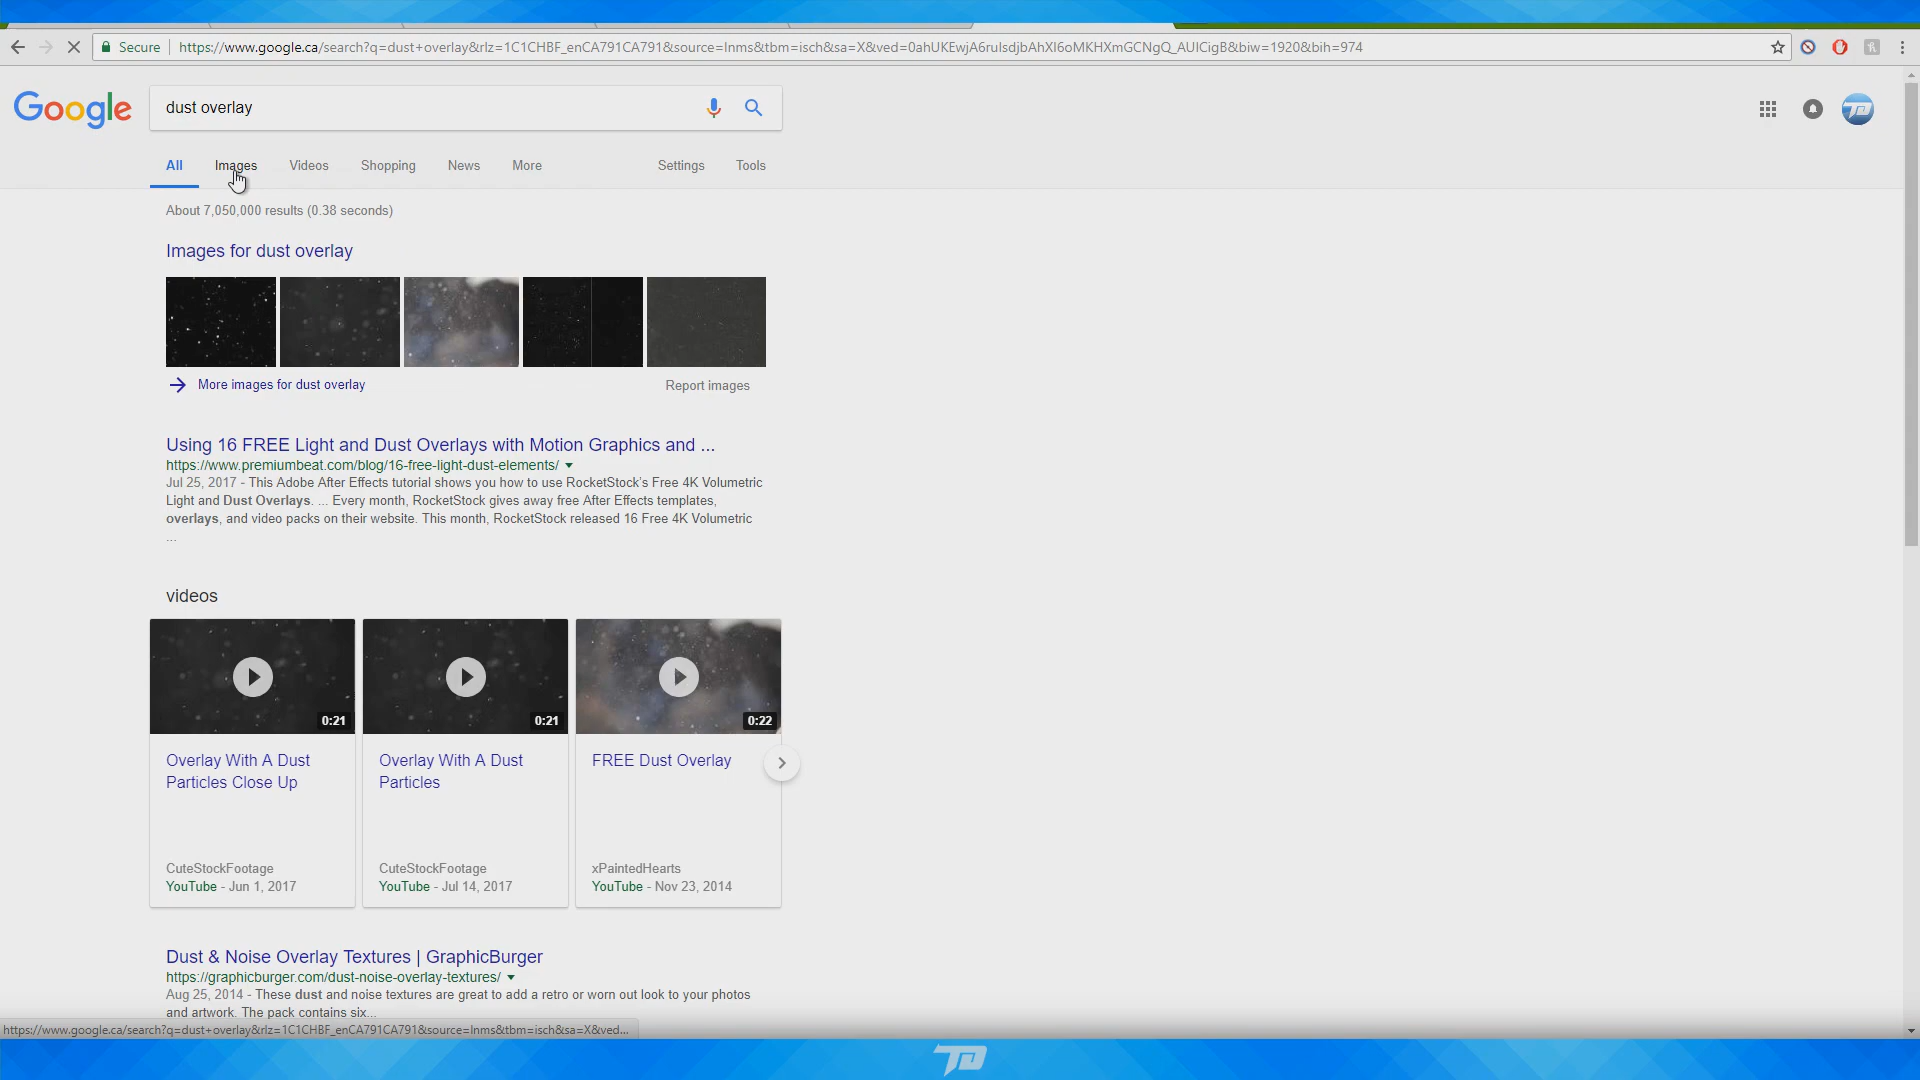 Secure
https://www.google.ca/search?q=dust+overlay&rlz=1C1CHBF_enCA791CA791&source=lnms&tbm=isch&sa=X&ved=0ahUKEwjA6rulsdjbAhXI6oMKHXmGCNgQ_AUICigB&biw=1920&bih=974
Google
dust overlay
All Images Videos Shopping News More Settings Tools
About 7,050,000 results (0.38 seconds)
Images for dust overlay
More images for dust overlay
Report images
Using 16 FREE Light and Dust Overlays with Motion Graphics and ...
https://www.premiumbeat.com/blog/16-free-light-dust-elements/
Jul 25, 2017 - This Adobe After Effects tutorial shows you how to use RocketStock's Free 4K Volumetric
Light and Dust Overlays. ... Every month, RocketStock gives away free After Effects templates,
overlays, and video packs on their website. This month, RocketStock released 16 Free 4K Volumetric
...
videos
0:21
0:21
0:22
Overlay With A Dust
Particles Close Up
CuteStockFootage
YouTube - Jun 1, 2017
Overlay With A Dust
Particles
CuteStockFootage
YouTube - Jul 14, 2017
FREE Dust Overlay
xPaintedHearts
YouTube - Nov 23, 2014
Dust & Noise Overlay Textures | GraphicBurger
https://graphicburger.com/dust-noise-overlay-textures/
Aug 25, 2014 - These dust and noise textures are great to add a retro or worn out look to your photos
and artwork. The pack contains six...
https://www.google.ca/search?q=dust+overlay&rlz=1C1CHBF_enCA791CA791&source=lnms&tbm=isch&sa=X&ved...